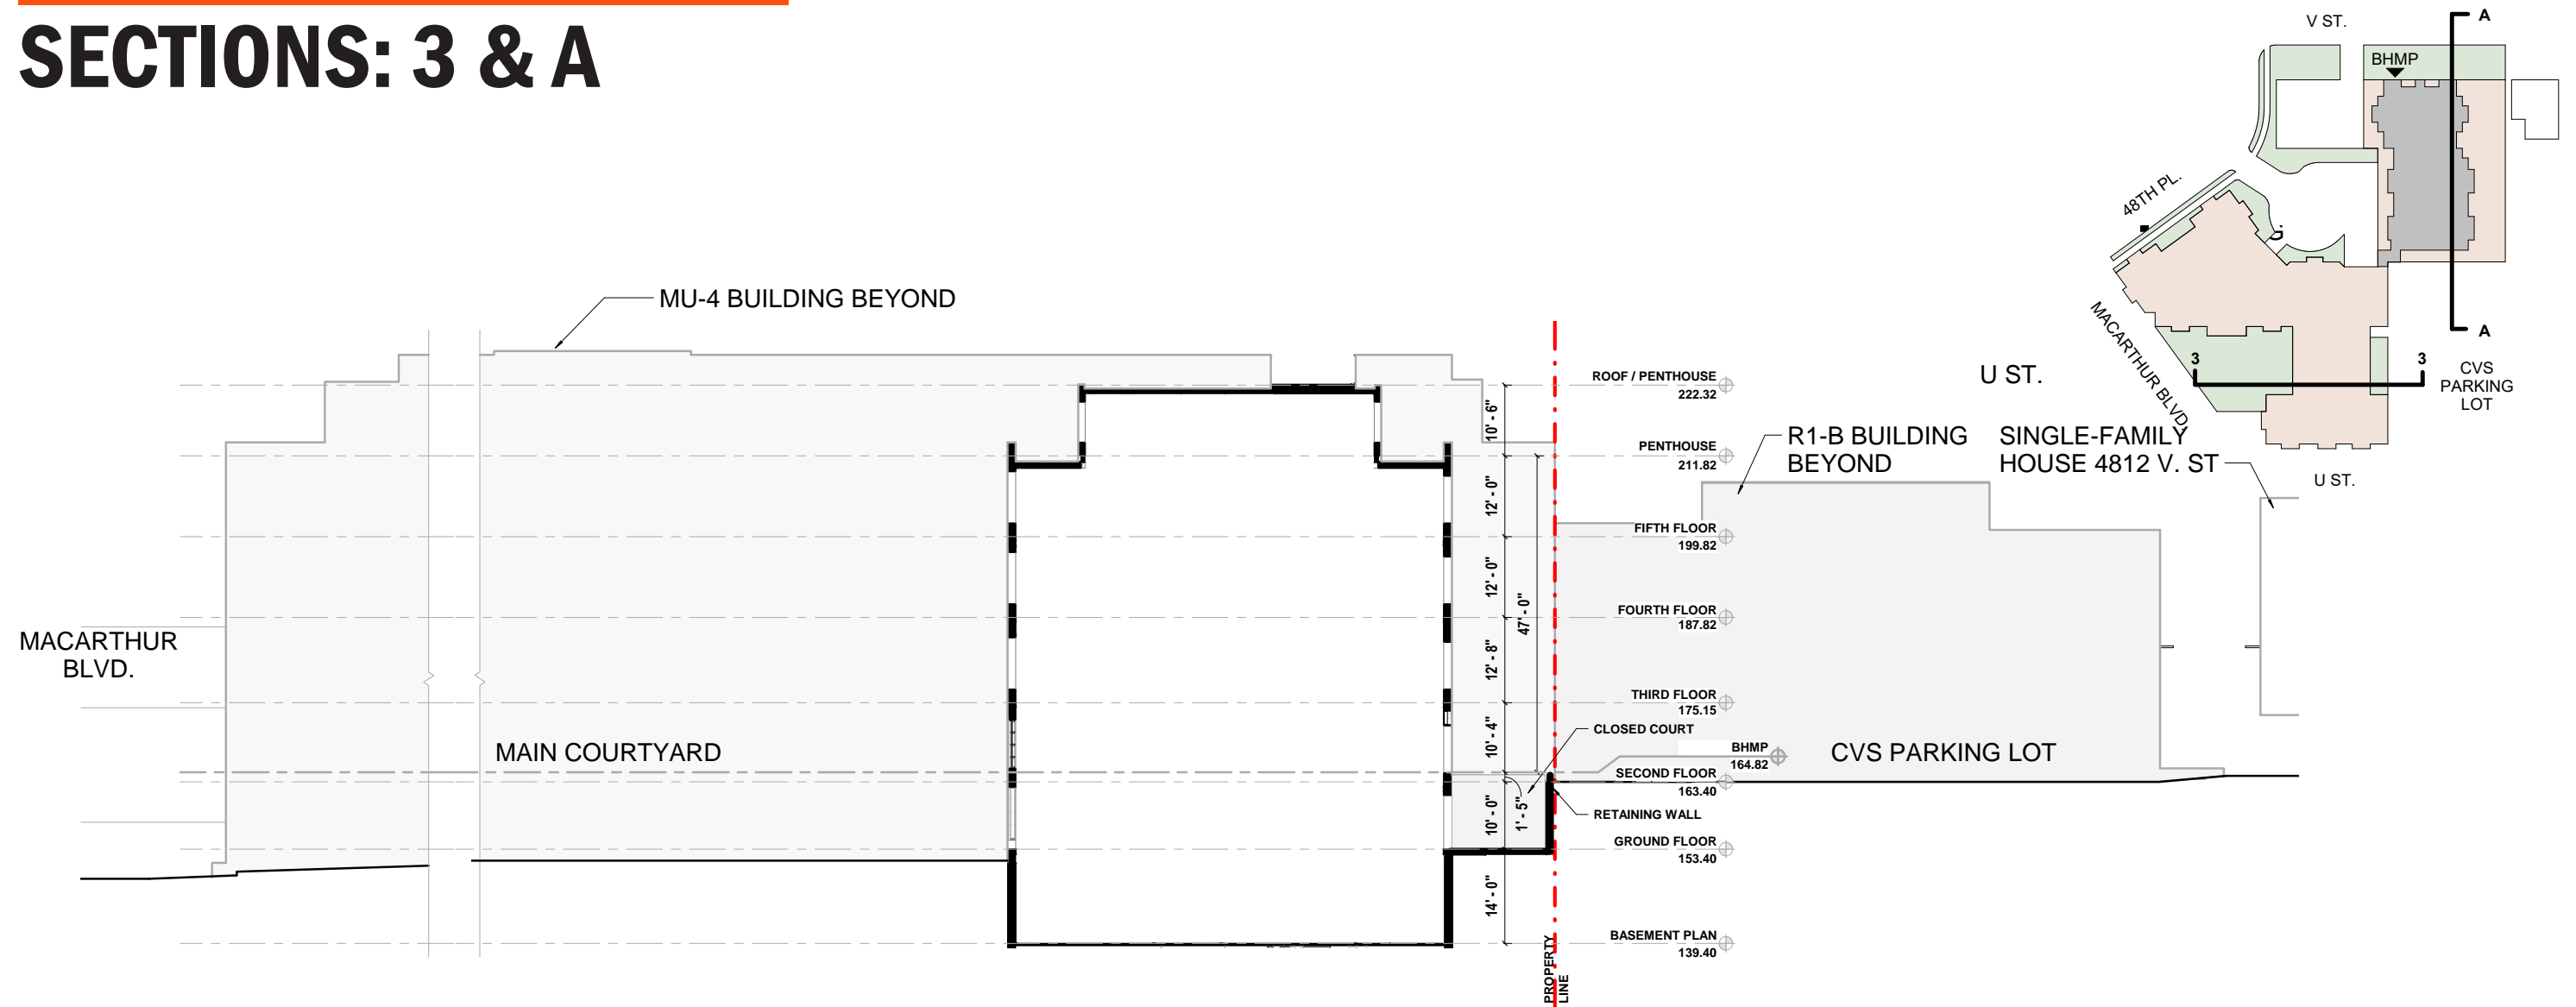 SECTIONS: 3 & A
V ST.
A
BHMP
48TH PL.
G
MACARTHUR BLVD.
A
3
3
CVS
PARKING
LOT
U ST.
U ST.
MU-4 BUILDING BEYOND
R1-B BUILDING
BEYOND
SINGLE-FAMILY
HOUSE 4812 V. ST
ROOF / PENTHOUSE
222.32
10' - 6"
PENTHOUSE
211.82
12' - 0"
FIFTH FLOOR
199.82
12' - 0"
47' - 0"
FOURTH FLOOR
187.82
12' - 8"
THIRD FLOOR
175.15
10' - 4"
CLOSED COURT
BHMP
164.82
SECOND FLOOR
163.40
10' - 0"
1' - 5"
RETAINING WALL
GROUND FLOOR
153.40
14' - 0"
BASEMENT PLAN
139.40
PROPERTY
LINE
MACARTHUR
BLVD.
MAIN COURTYARD
CVS PARKING LOT